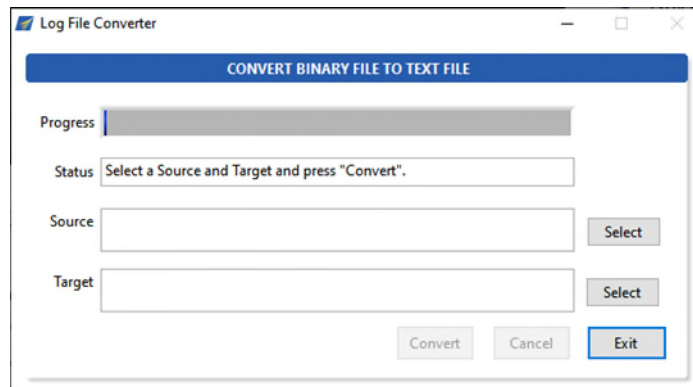 Log File Converter
CONVERT BINARY FILE TO TEXT FILE
Progress
Status Select a Source and Target and press "Convert".
Source
Select
Target
Select
Convert Cancel Exit